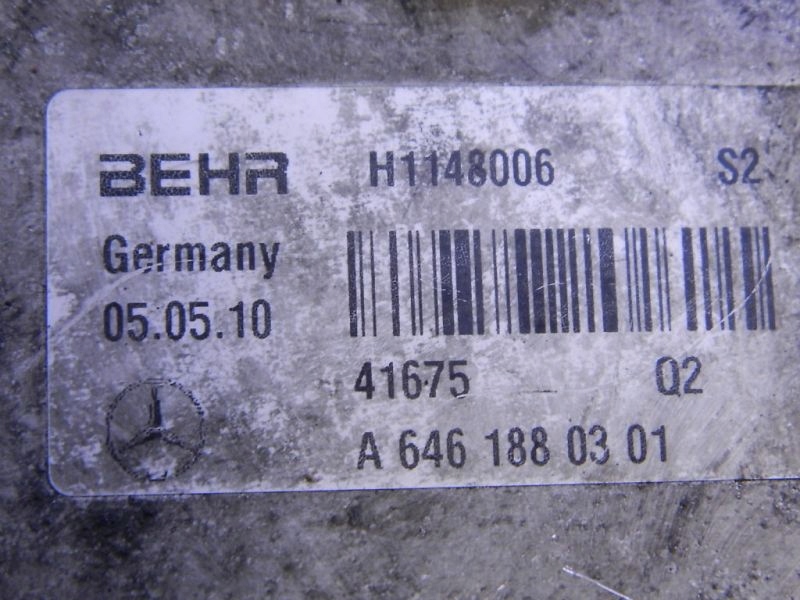 BEHR H1148006 S2
Germany
05.05.10
41675 Q2
A 646 188 03 01